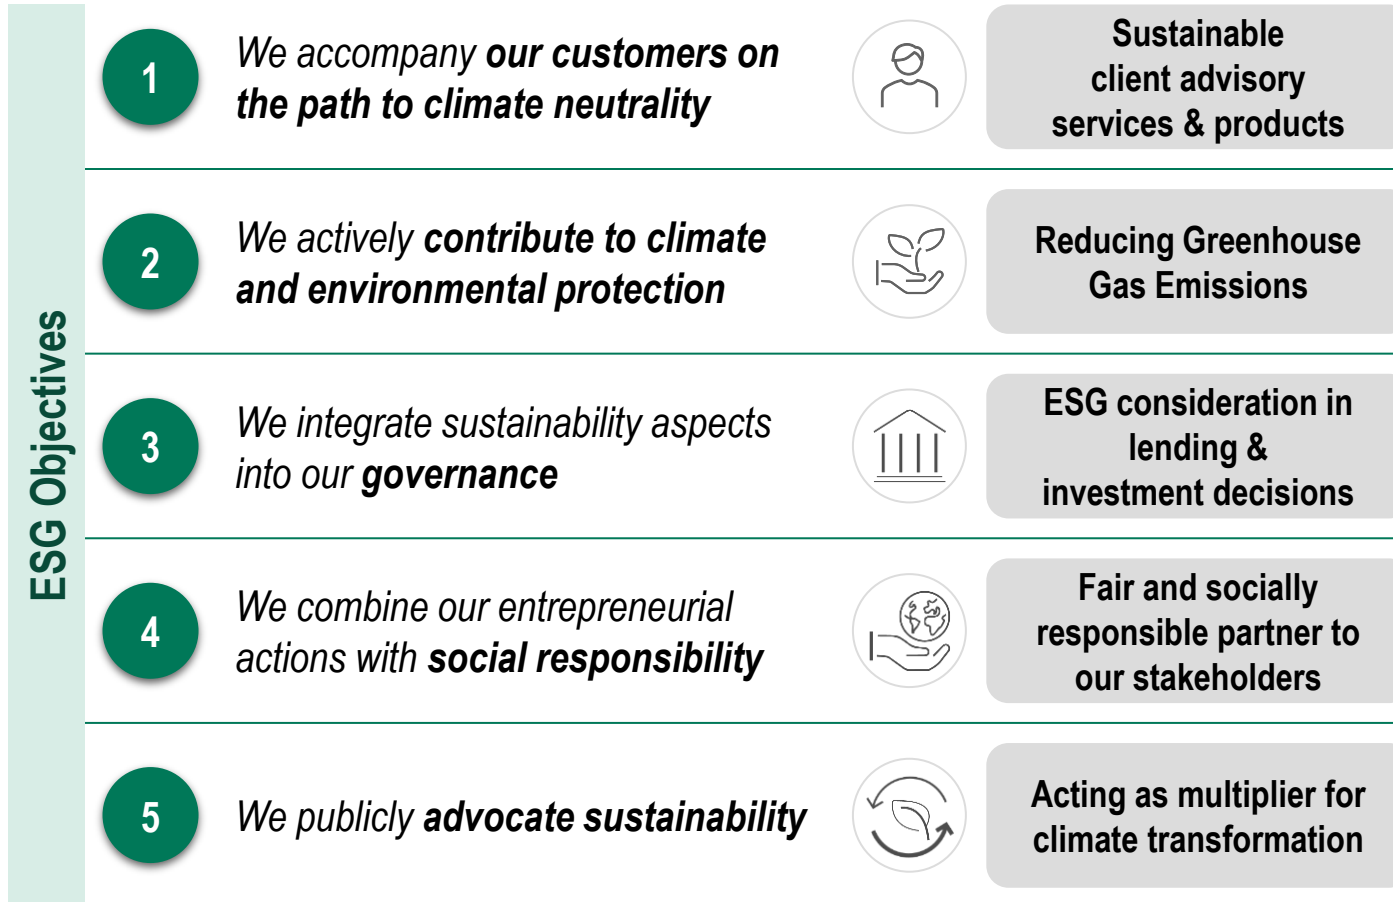 ESG Objectives
1
We accompany our customers on
the path to climate neutrality
Sustainable
client advisory
services & products
2
We actively contribute to climate
and environmental protection
Reducing Greenhouse
Gas Emissions
3
We integrate sustainability aspects
into our governance
ESG consideration in
lending &
investment decisions
4
We combine our entrepreneurial
actions with social responsibility
Fair and socially
responsible partner to
our stakeholders
5
We publicly advocate sustainability
Acting as multiplier for
climate transformation